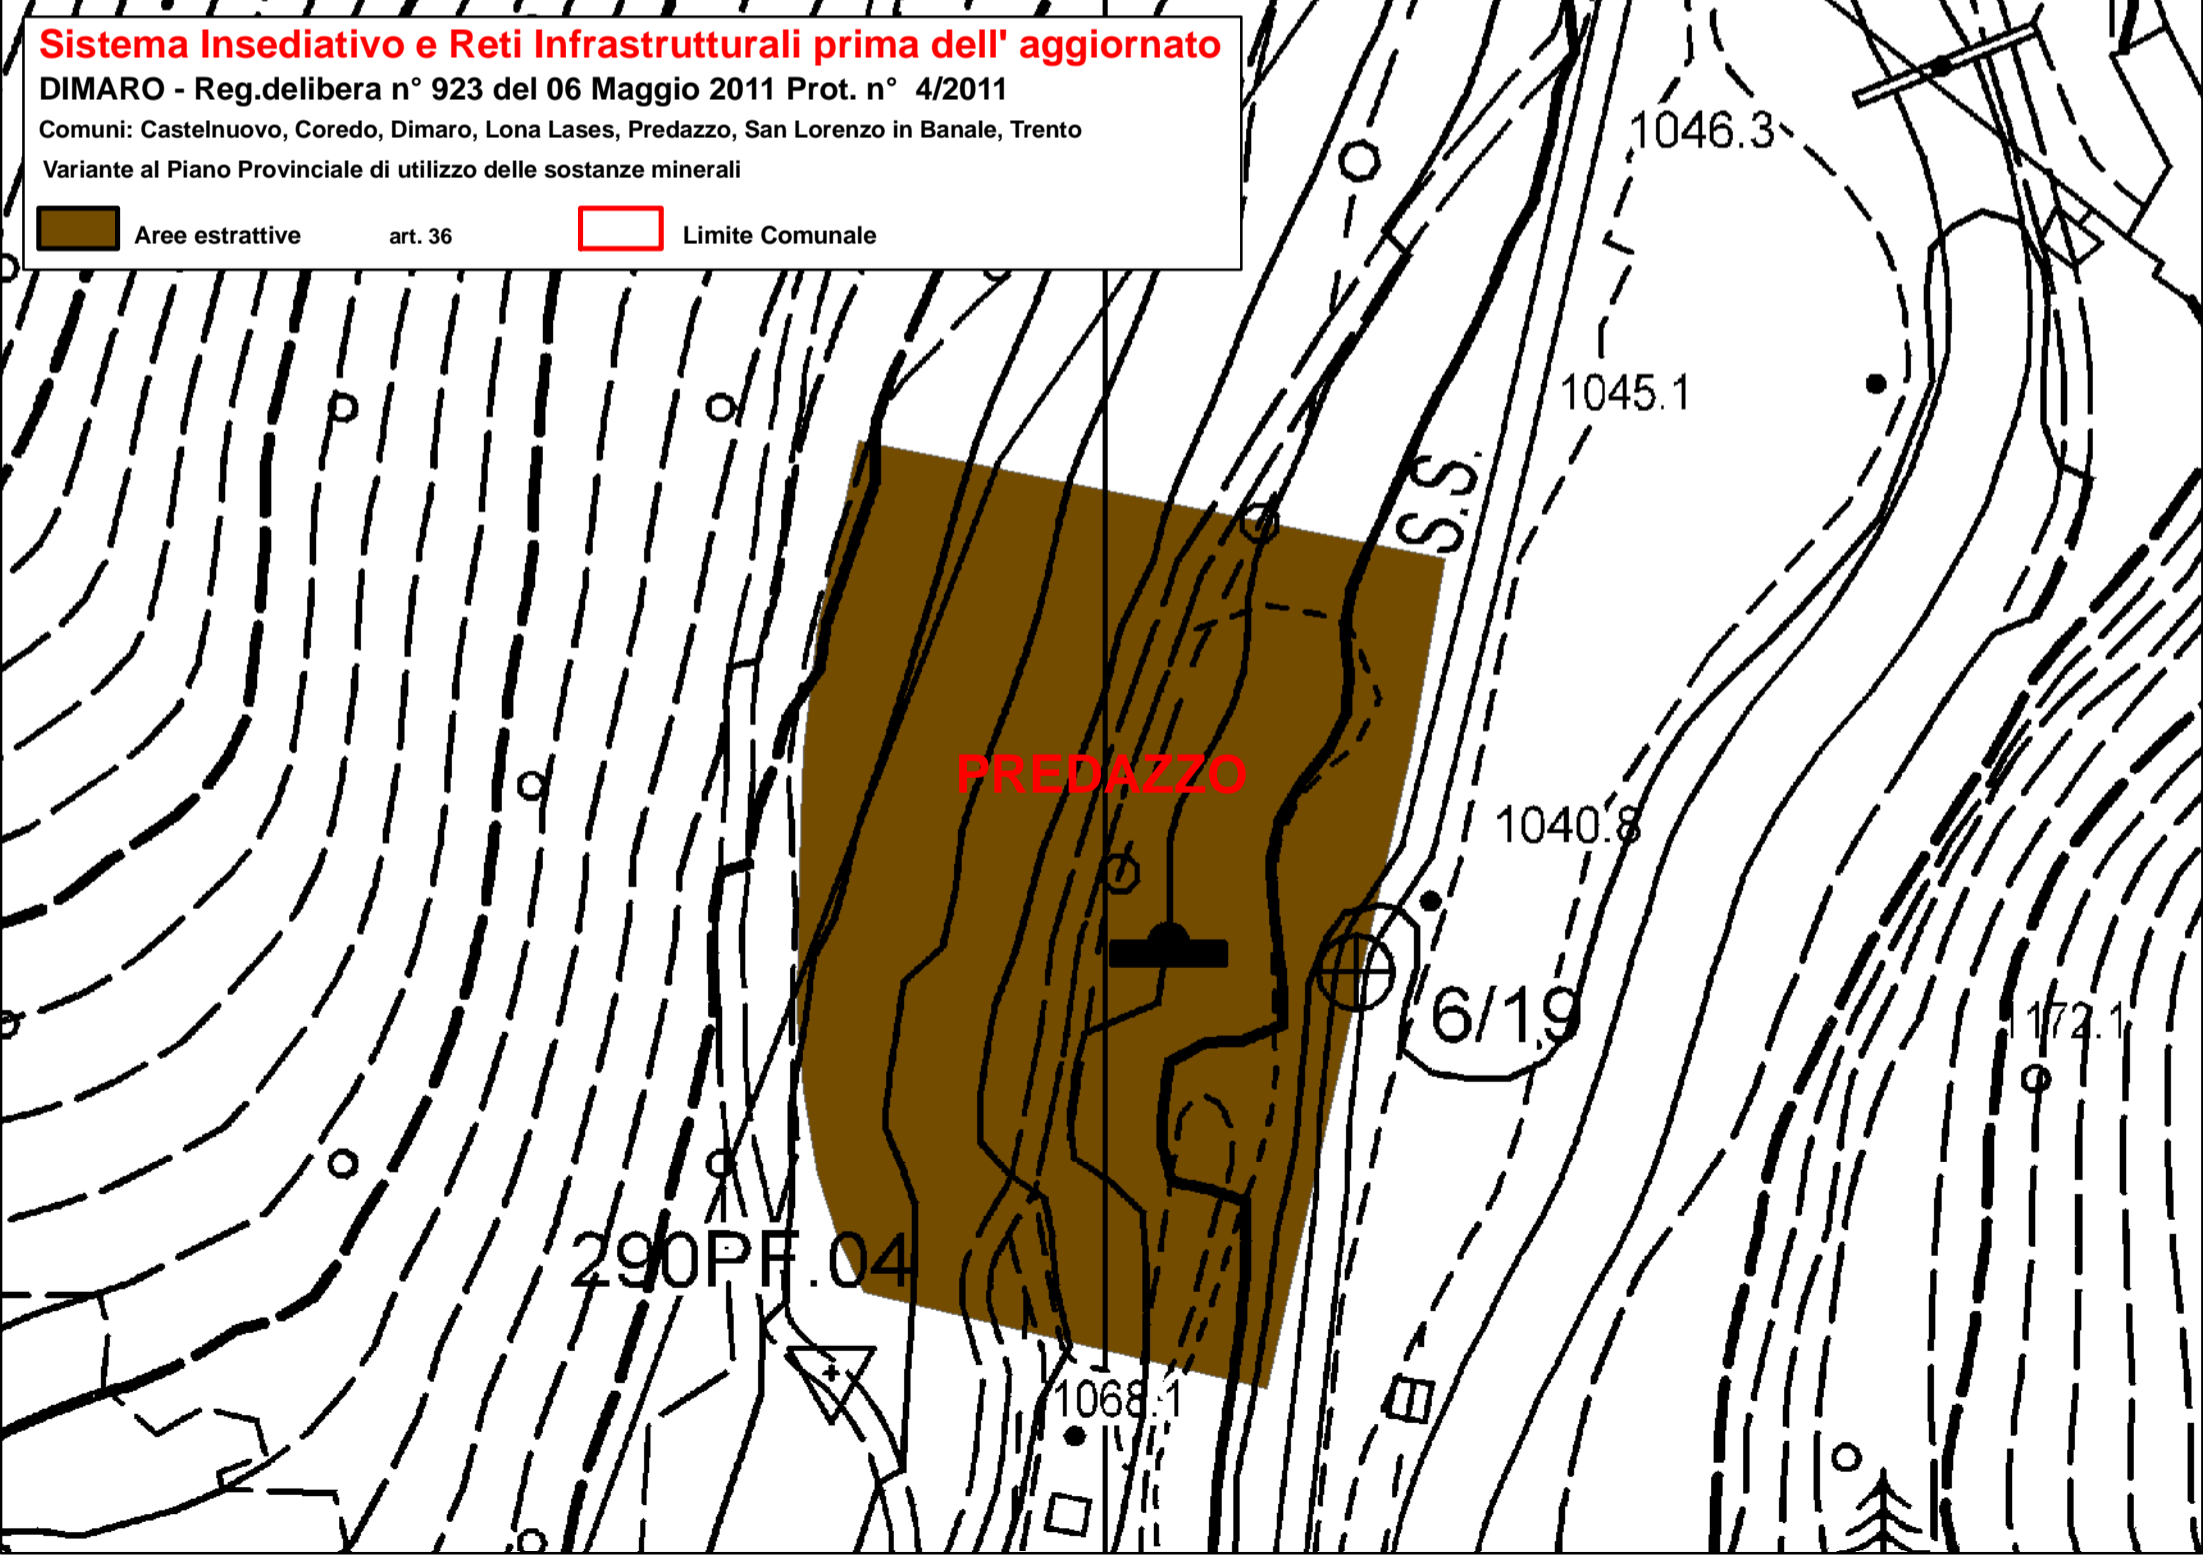 Sistema Insediativo e Reti Infrastrutturali prima dell' aggiornato
DIMARO - Reg.delibera n° 923 del 06 Maggio 2011 Prot. n° 4/2011
Comuni: Castelnuovo, Coredo, Dimaro, Lona Lases, Predazzo, San Lorenzo in Banale, Trento
Variante al Piano Provinciale di utilizzo delle sostanze minerali
Aree estrattive art. 36 Limite Comunale
1046.3
1045.1
S.S.
PREDAZZO
1040.8
6/19
1172.1
290PF.04
1068.1